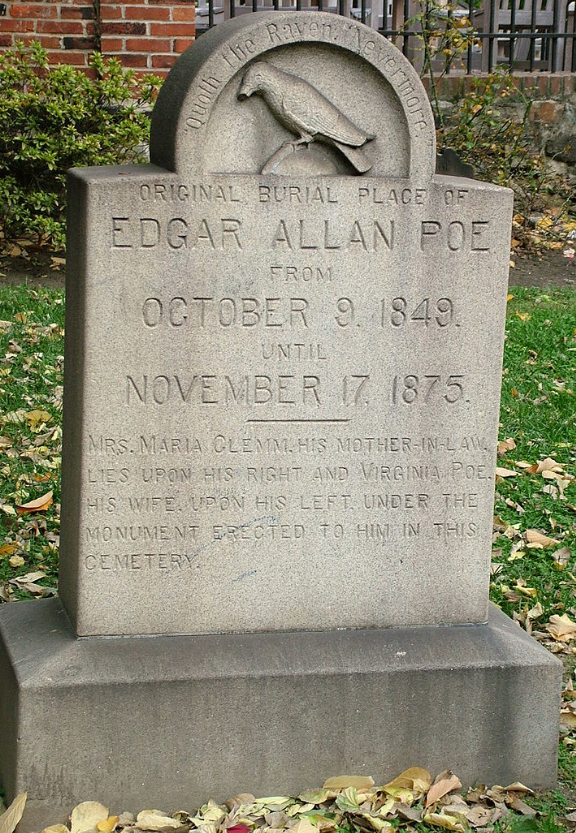 "Quoth the Raven, "Nevermore."
ORIGINAL BURIAL PLACE OF
EDGAR ALLAN POE
FROM
OCTOBER 9. 1849.
UNTIL
NOVEMBER 17. 1875.
MRS. MARIA CLEMM, HIS MOTHER-IN-LAW,
LIES UPON HIS RIGHT AND VIRGINIA POE,
HIS WIFE, UPON HIS LEFT, UNDER THE
MONUMENT ERECTED TO HIM IN THIS
CEMETERY.